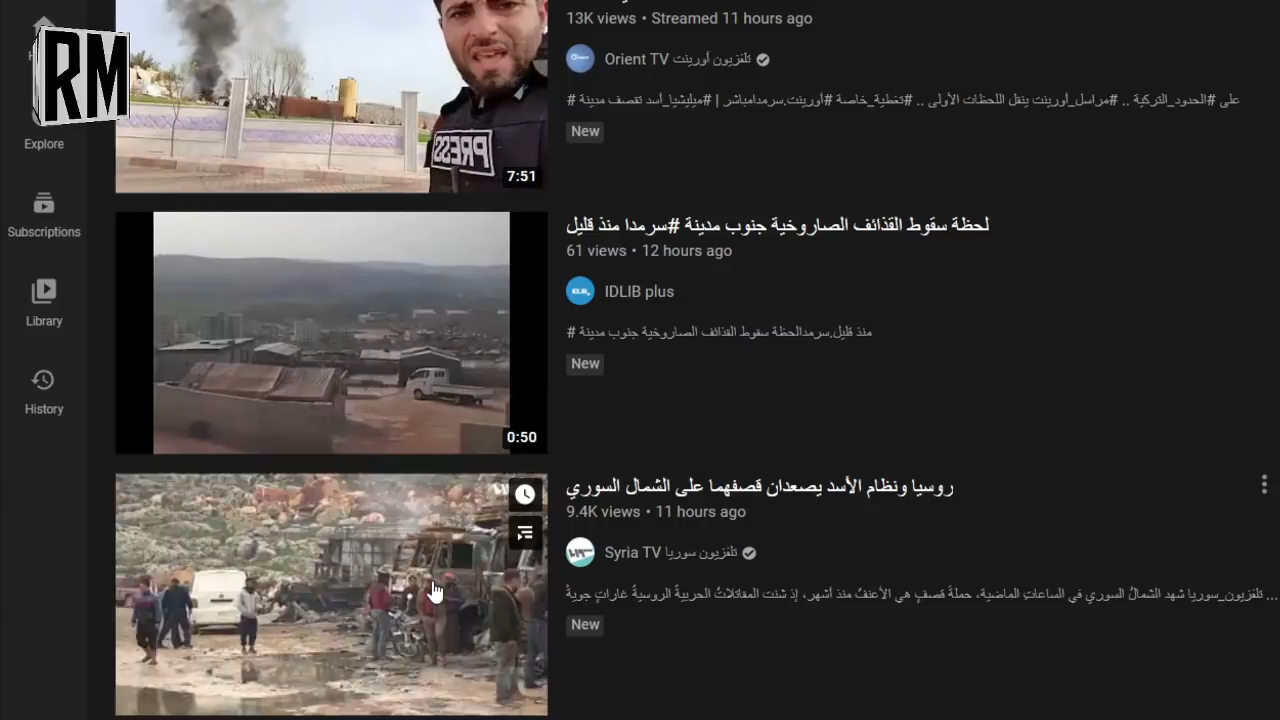 RM
Explore
Subscriptions
Library
History
13K views • Streamed 11 hours ago
Orient TV تلفزيون أورينت
على #الحدود_التركية .. #مراسل_أورينت ينقل اللحظات الأولى .. #تغطية_خاصة #أورينت,سرمدامباشر | #ميليشيا_أسد تقصف مدينة #
New
PRESS
7:51
لحظة سقوط القذائف الصاروخية جنوب مدينة #سرمدا منذ قليل
61 views • 12 hours ago
IDLIB plus
منذ قليل,سرمدالحظة سقوط القذائف الصاروخية جنوب مدينة #
New
0:50
روسيا ونظام الأسد يصعدان قصفهما على الشمال السوري
9.4K views • 11 hours ago
Syria TV تلفزيون سوريا
تلفزيون_سوريا شهد الشمالُ السوري في الساعاتِ الماضية، حملةَ قصفٍ هي الأعنفُ منذ أشهر، إذ شنت المقاتلاتُ الحربيةُ الروسيةُ غاراتٍ جويةً ...
New